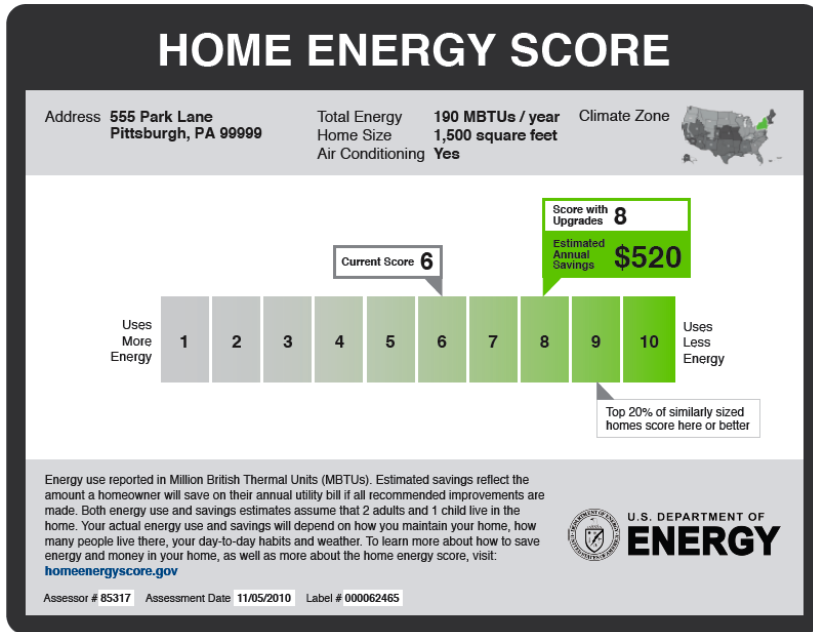 HOME ENERGY SCORE
Address 555 Park Lane
Pittsburgh, PA 99999
Total Energy 190 MBTUs / year
Home Size 1,500 square feet
Air Conditioning Yes
Climate Zone
Score with
Upgrades 8
Estimated
Annual
Savings $520
Current Score 6
Uses
More
Energy
1 2 3 4 5 6 7 8 9 10
Uses
Less
Energy
Top 20% of similarly sized
homes score here or better
Energy use reported in Million British Thermal Units (MBTUs). Estimated savings reflect the
amount a homeowner will save on their annual utility bill if all recommended improvements are
made. Both energy use and savings estimates assume that 2 adults and 1 child live in the
home. Your actual energy use and savings will depend on how you maintain your home, how
many people live there, your day-to-day habits and weather. To learn more about how to save
energy and money in your home, as well as more about the home energy score, visit:
homeenergyscore.gov
U.S. DEPARTMENT OF
ENERGY
Assessor # 85317 Assessment Date 11/05/2010 Label # 000062465